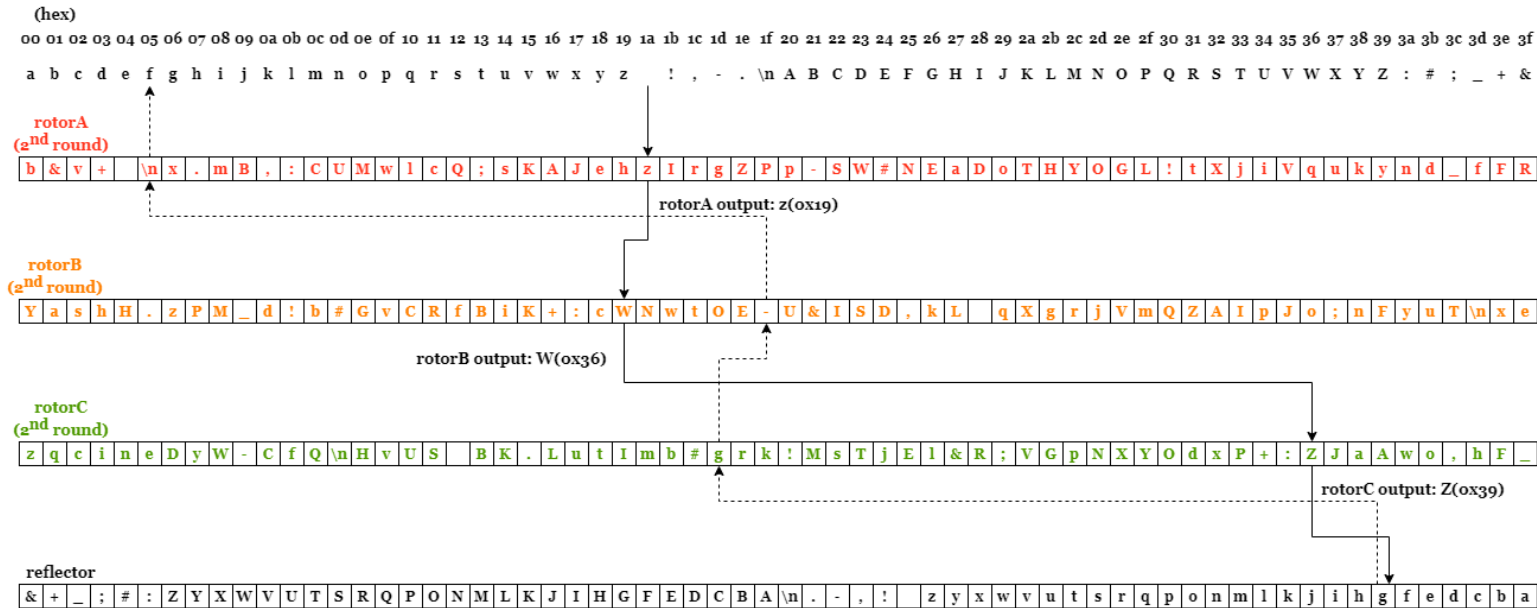 (hex)
00 01 02 03 04 05 06 07 08 09 0a 0b 0c 0d 0e 0f 10 11 12 13 14 15 16 17 18 19 1a 1b 1c 1d 1e 1f 20 21 22 23 24 25 26 27 28 29 2a 2b 2c 2d 2e 2f 30 31 32 33 34 35 36 37 38 39 3a 3b 3c 3d 3e 3f
a b c d e f g h i j k l m n o p q r s t u v w x y z ! , - . \n A B C D E F G H I J K L M N O P Q R S T U V W X Y Z : # ; _ + &
rotorA
(2nd round)
b & v + \n x . m B , : C U M w l c Q ; s K A J e h z I r g Z P p - S W # N E a D o T H Y O G L ! t X j i V q u k y n d _ f F R
rotorA output: z(0x19)
rotorB
(2nd round)
Y a s h H . z P M _ d ! b # G v C R f B i K + : c W N w t O E - U & I S D , k L q X g r j V m Q Z A I p J o ; n F y u T \n x e
rotorB output: W(0x36)
rotorC
(2nd round)
z q c i n e D y W - C f Q \n H v U S B K . L u t I m b # g r k ! M s T j E l & R ; V G p N X Y O d x P + : Z J a A w o , h F _
rotorC output: Z(0x39)
reflector
& + _ ; # : Z Y X W V U T S R Q P O N M L K J I H G F E D C B A \n . - , ! z y x w v u t s r q p o n m l k j i h g f e d c b a